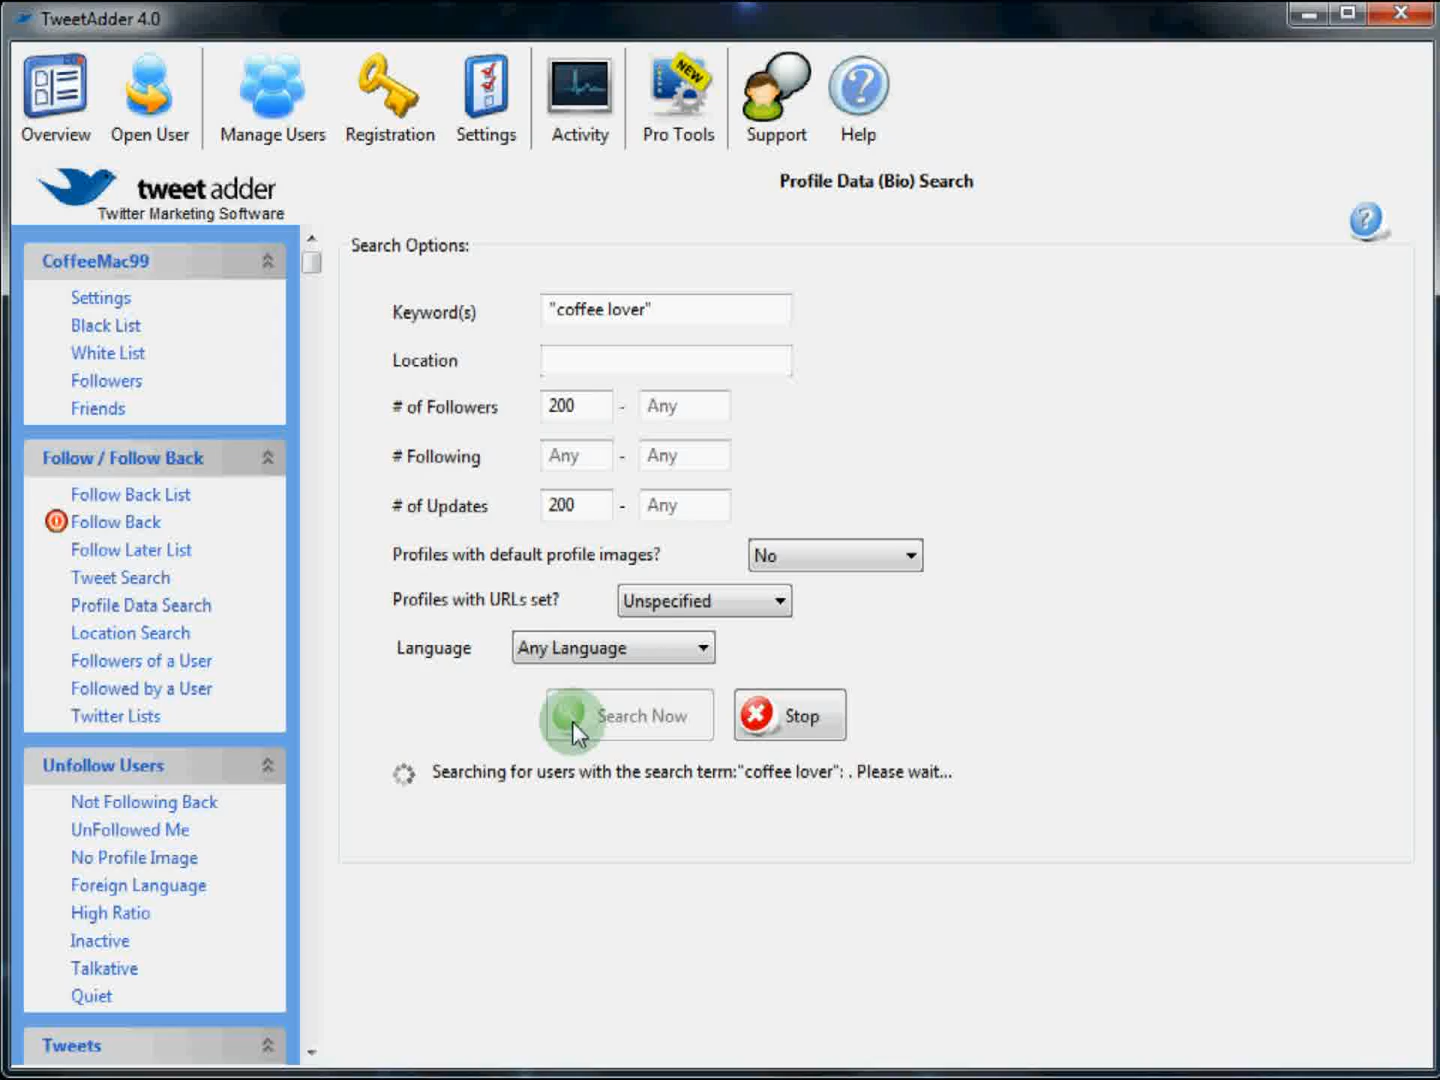 TweetAdder 4.0
Overview
Open User
Manage Users
Registration
Settings
Activity
NEW
Pro Tools
Support
Help
tweet adder
Twitter Marketing Software
Profile Data (Bio) Search
CoffeeMac99
Settings
Black List
White List
Followers
Friends
Follow / Follow Back
Follow Back List
Follow Back
Follow Later List
Tweet Search
Profile Data Search
Location Search
Followers of a User
Followed by a User
Twitter Lists
Unfollow Users
Not Following Back
UnFollowed Me
No Profile Image
Foreign Language
High Ratio
Inactive
Talkative
Quiet
Tweets
Search Options:
Keyword(s) "coffee lover"
Location
# of Followers 200 - Any
# Following Any - Any
# of Updates 200 - Any
Profiles with default profile images? No
Profiles with URLs set? Unspecified
Language Any Language
Search Now Stop
Searching for users with the search term:"coffee lover": . Please wait...